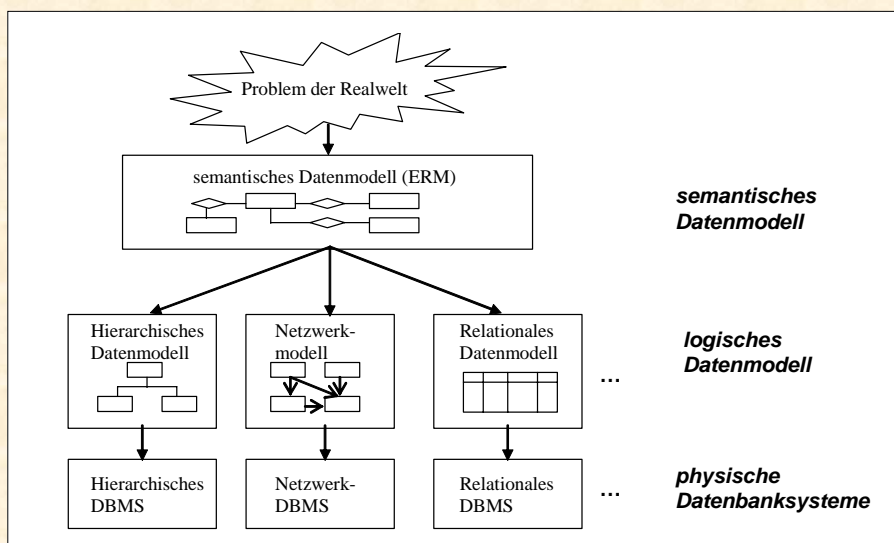 Problem der Realwelt
semantisches Datenmodell (ERM)
semantisches
Datenmodell
Hierarchisches
Datenmodell
Netzwerk-
modell
Relationales
Datenmodell
...
logisches
Datenmodell
Hierarchisches
DBMS
Netzwerk-
DBMS
Relationales
DBMS
...
physische
Datenbanksysteme